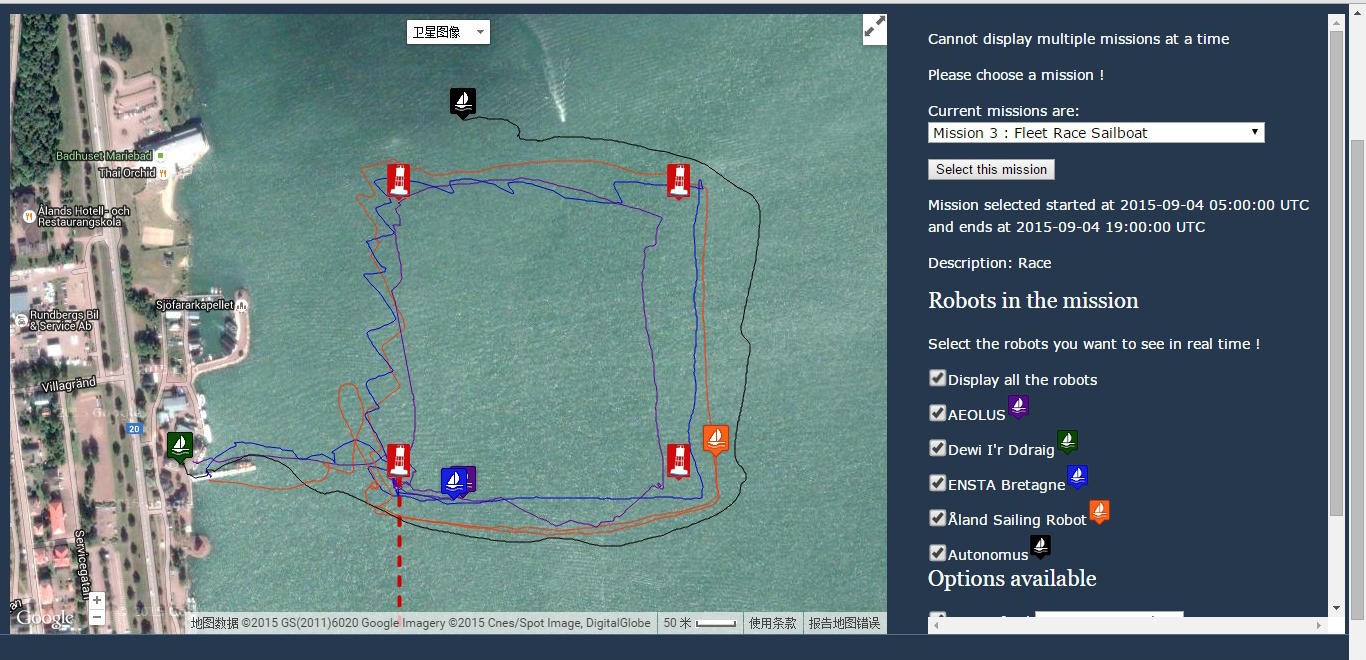 卫星图像
Badhuset Mariebad
Thai Orchid
Ålands Hotell- och
Restaurangskola
Sjöfararkapellet
Rundbergs Bil
& Service Ab
Villagränd
20
Servicegatan
+
−
Google
地图数据 ©2015 GS(2011)6020 Google Imagery ©2015 Cnes/Spot Image, DigitalGlobe
50 米
使用条款
报告地图错误
Cannot display multiple missions at a time
Please choose a mission !
Current missions are:
Mission 3 : Fleet Race Sailboat
Select this mission
Mission selected started at 2015-09-04 05:00:00 UTC
and ends at 2015-09-04 19:00:00 UTC
Description: Race
Robots in the mission
Select the robots you want to see in real time !
Display all the robots
AEOLUS
Dewi I'r Ddraig
ENSTA Bretagne
Åland Sailing Robot
Autonomus
Options available